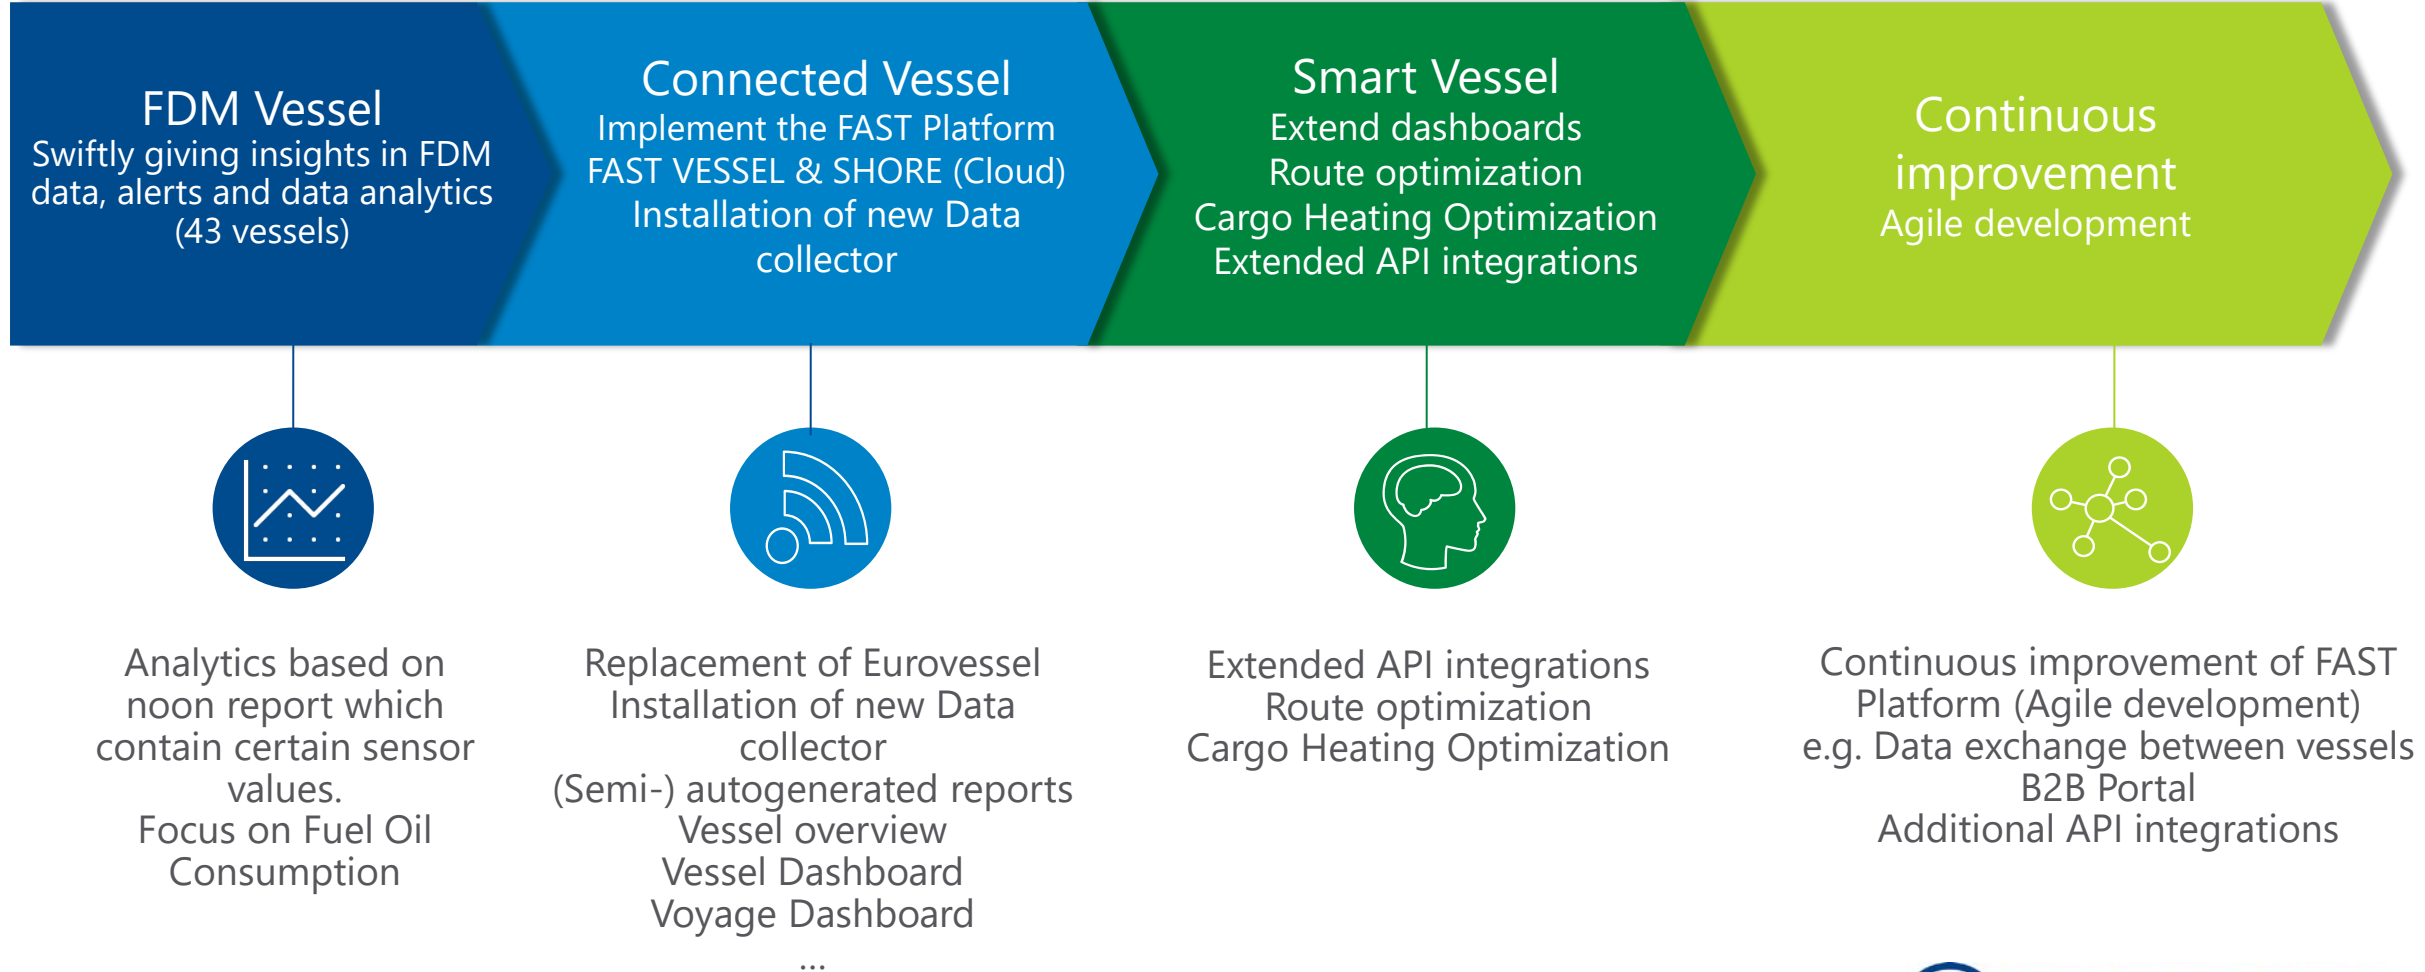 FDM Vessel
Swiftly giving insights in FDM
data, alerts and data analytics
(43 vessels)
Connected Vessel
Implement the FAST Platform
FAST VESSEL & SHORE (Cloud)
Installation of new Data
collector
Smart Vessel
Extend dashboards
Route optimization
Cargo Heating Optimization
Extended API integrations
Continuous
improvement
Agile development
Analytics based on
noon report which
contain certain sensor
values.
Focus on Fuel Oil
Consumption
Replacement of Eurovessel
Installation of new Data
collector
(Semi-) autogenerated reports
Vessel overview
Vessel Dashboard
Voyage Dashboard
...
Extended API integrations
Route optimization
Cargo Heating Optimization
Continuous improvement of FAST
Platform (Agile development)
e.g. Data exchange between vessels
B2B Portal
Additional API integrations